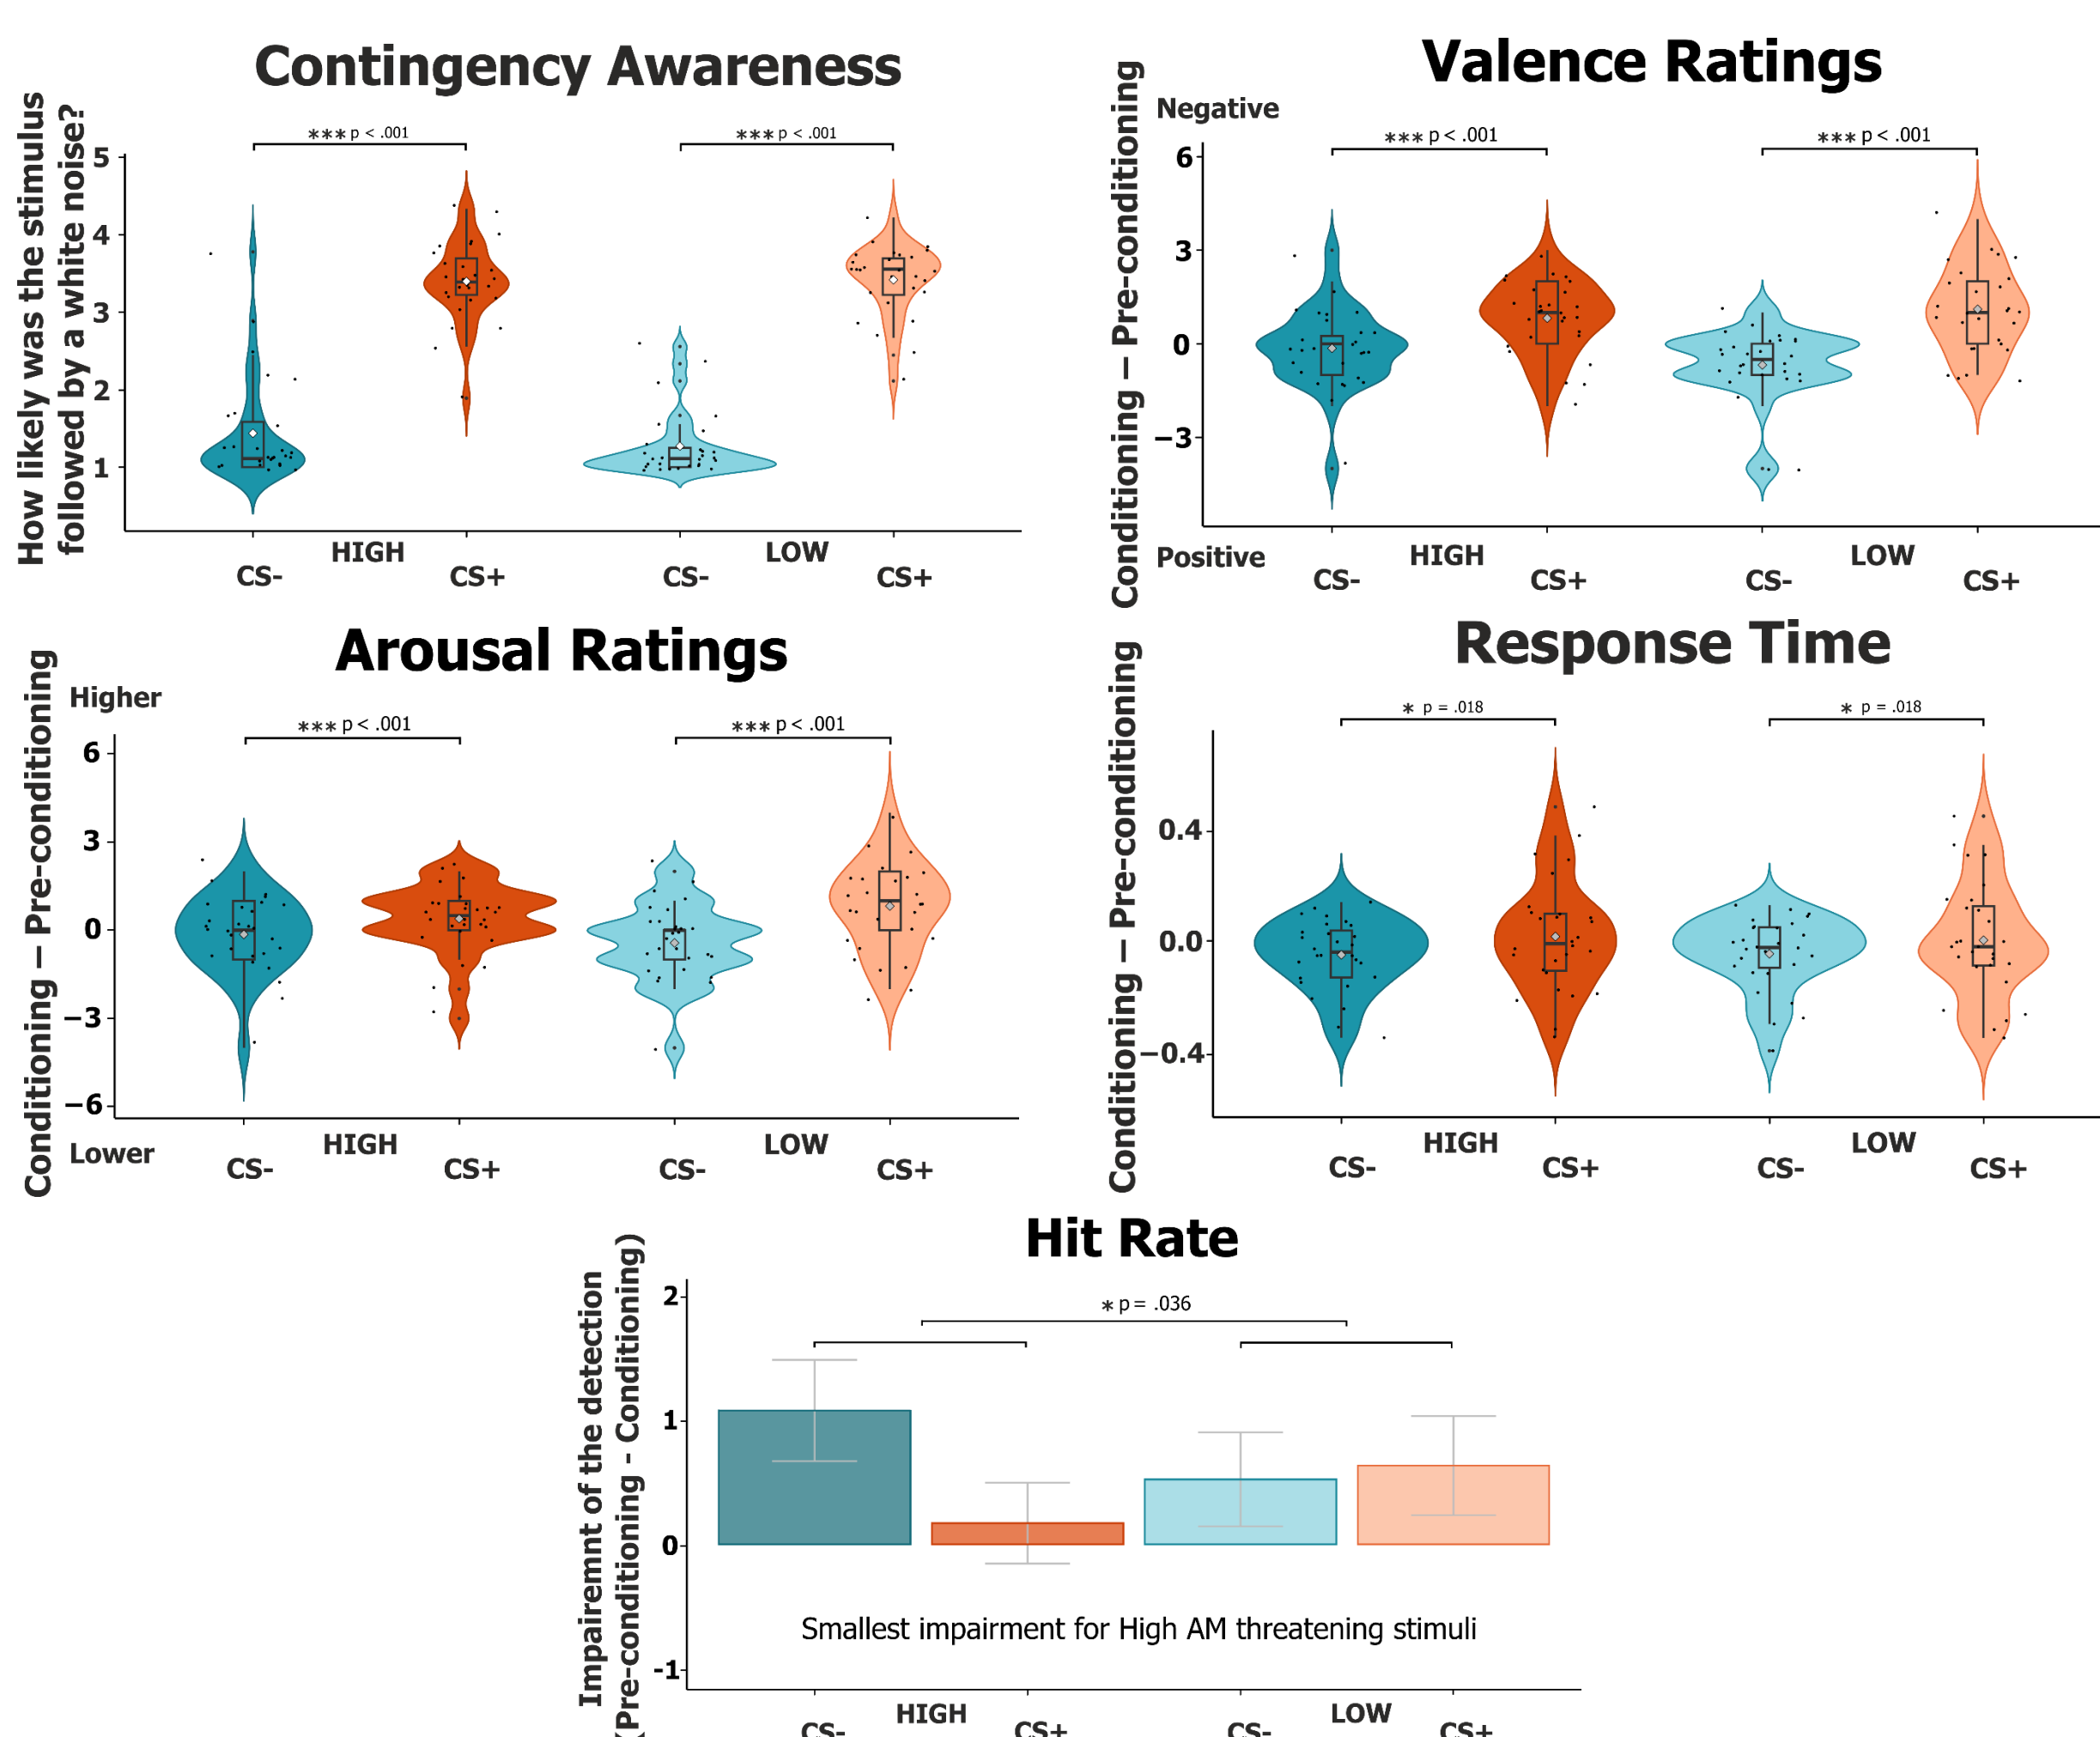 Contingency Awareness
How likely was the stimulus
followed by a white noise?
*** p < .001
*** p < .001
5
4
3
2
1
HIGH
LOW
CS-
CS+
CS-
CS+
Valence Ratings
Conditioning – Pre-conditioning
Negative
*** p < .001
*** p < .001
6
3
0
−3
Positive
HIGH
LOW
CS-
CS+
CS-
CS+
Arousal Ratings
Conditioning – Pre-conditioning
Higher
*** p < .001
*** p < .001
6
3
0
−3
−6
Lower
HIGH
LOW
CS-
CS+
CS-
CS+
Response Time
Conditioning – Pre-conditioning
* p = .018
* p = .018
0.4
0.0
−0.4
HIGH
LOW
CS-
CS+
CS-
CS+
Hit Rate
Impairemnt of the detection
(Pre-conditioning - Conditioning)
* p = .036
2
1
0
-1
Smallest impairment for High AM threatening stimuli
HIGH
LOW
CS-
CS+
CS-
CS+